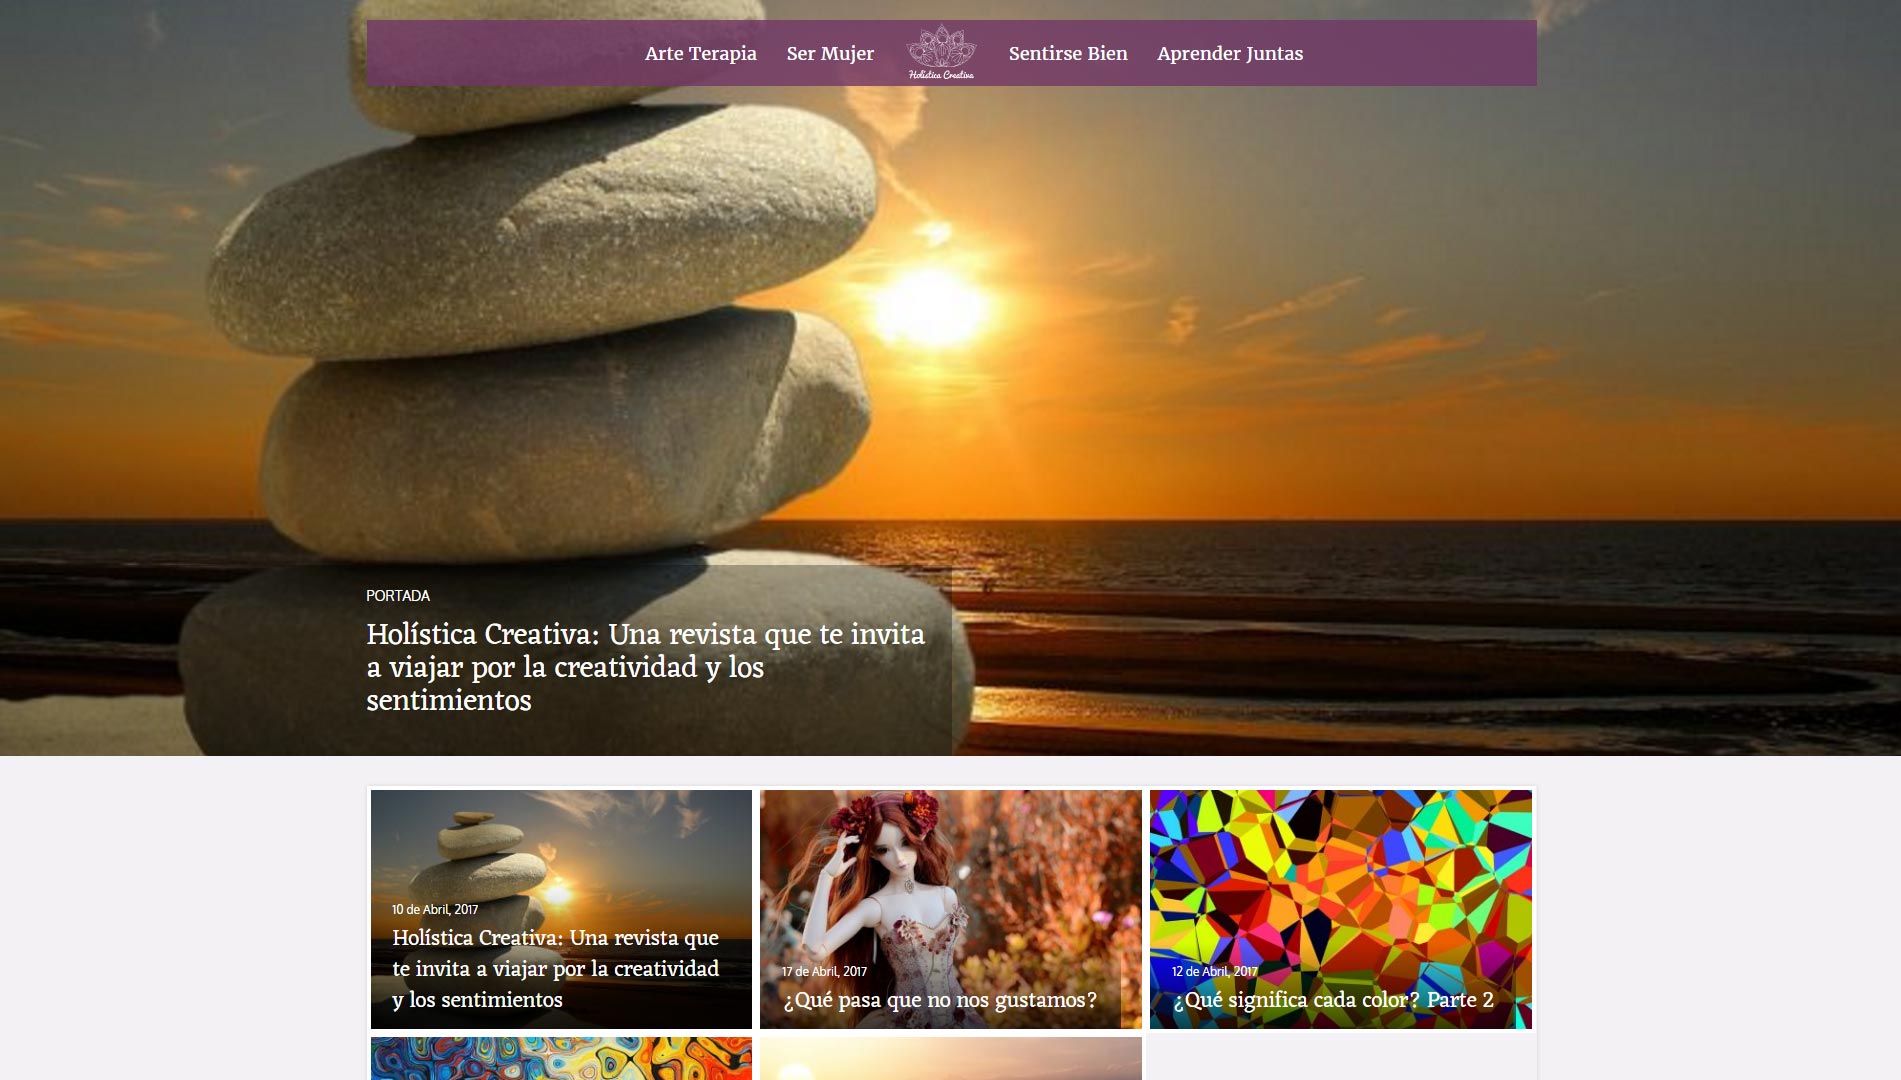 Arte Terapia
Ser Mujer
Holística Creativa
Sentirse Bien
Aprender Juntas
PORTADA
Holística Creativa: Una revista que te invita
a viajar por la creatividad y los
sentimientos
10 de Abril, 2017
Holística Creativa: Una revista que
te invita a viajar por la creatividad
y los sentimientos
17 de Abril, 2017
¿Qué pasa que no nos gustamos?
12 de Abril, 2017
¿Qué significa cada color? Parte 2